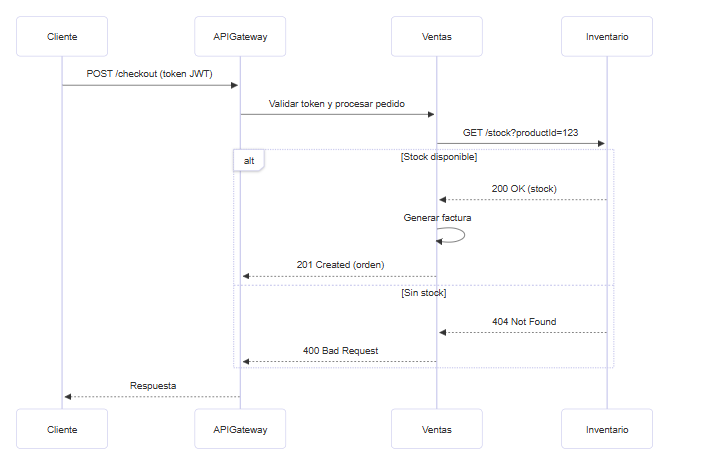 Cliente
APIGateway
Ventas
Inventario
POST /checkout (token JWT)
Validar token y procesar pedido
GET /stock?productId=123
alt
[Stock disponible]
200 OK (stock)
Generar factura
201 Created (orden)
[Sin stock]
404 Not Found
400 Bad Request
Respuesta
Cliente
APIGateway
Ventas
Inventario